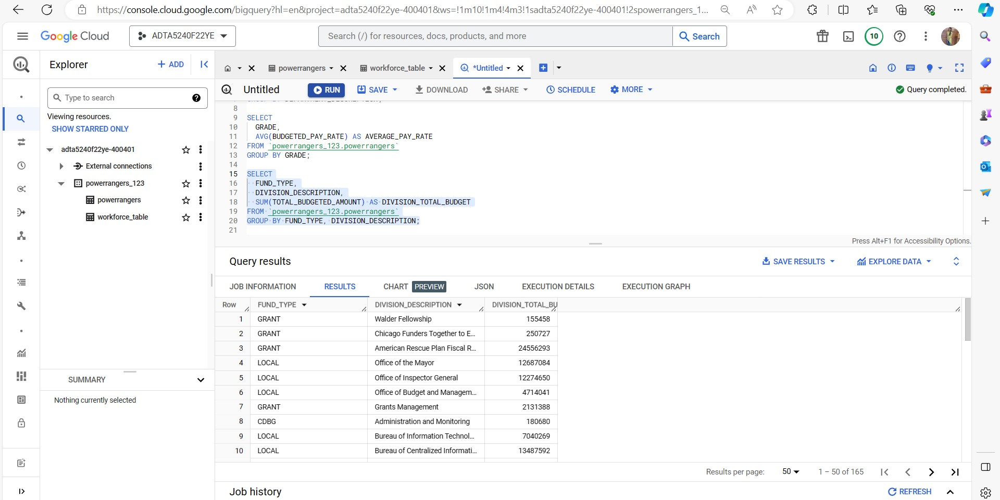 https://console.cloud.google.com/bigquery?hl=en&project=adta5240f22ye-400401&ws=!1m10!1m4!4m3!1sadta5240f22ye-400401!2spowerrangers_1...
Google Cloud
ADTA5240F22YE
Search (/) for resources, docs, products, and more
Search
10
Explorer
+ ADD
powerrangers
workforce_table
*Untitled
Untitled
RUN
SAVE
DOWNLOAD
SHARE
SCHEDULE
MORE
Query completed.
Type to search
Viewing resources.
SHOW STARRED ONLY
adta5240f22ye-400401
External connections
powerrangers_123
powerrangers
workforce_table
SUMMARY
Nothing currently selected
8
9 SELECT
10 GRADE,
11 AVG(BUDGETED_PAY_RATE) AS AVERAGE_PAY_RATE
12 FROM `powerrangers_123.powerrangers`
13 GROUP BY GRADE;
14
15 SELECT
16 FUND_TYPE,
17 DIVISION_DESCRIPTION,
18 SUM(TOTAL_BUDGETED_AMOUNT) AS DIVISION_TOTAL_BUDGET
19 FROM `powerrangers_123.powerrangers`
20 GROUP BY FUND_TYPE, DIVISION_DESCRIPTION;
21
Press Alt+F1 for Accessibility Options.
Query results
SAVE RESULTS
EXPLORE DATA
JOB INFORMATION
RESULTS
CHART PREVIEW
JSON
EXECUTION DETAILS
EXECUTION GRAPH
Row FUND_TYPE DIVISION_DESCRIPTION DIVISION_TOTAL_BU
1 GRANT Walder Fellowship 155458
2 GRANT Chicago Funders Together to E... 250727
3 GRANT American Rescue Plan Fiscal R... 24556293
4 LOCAL Office of the Mayor 12687084
5 LOCAL Office of Inspector General 12274650
6 LOCAL Office of Budget and Managem... 4714041
7 GRANT Grants Management 2131388
8 CDBG Administration and Monitoring 180680
9 LOCAL Bureau of Information Technol... 7040269
10 LOCAL Bureau of Centralized Informati... 13487592
Results per page: 50 1 – 50 of 165
Job history
REFRESH